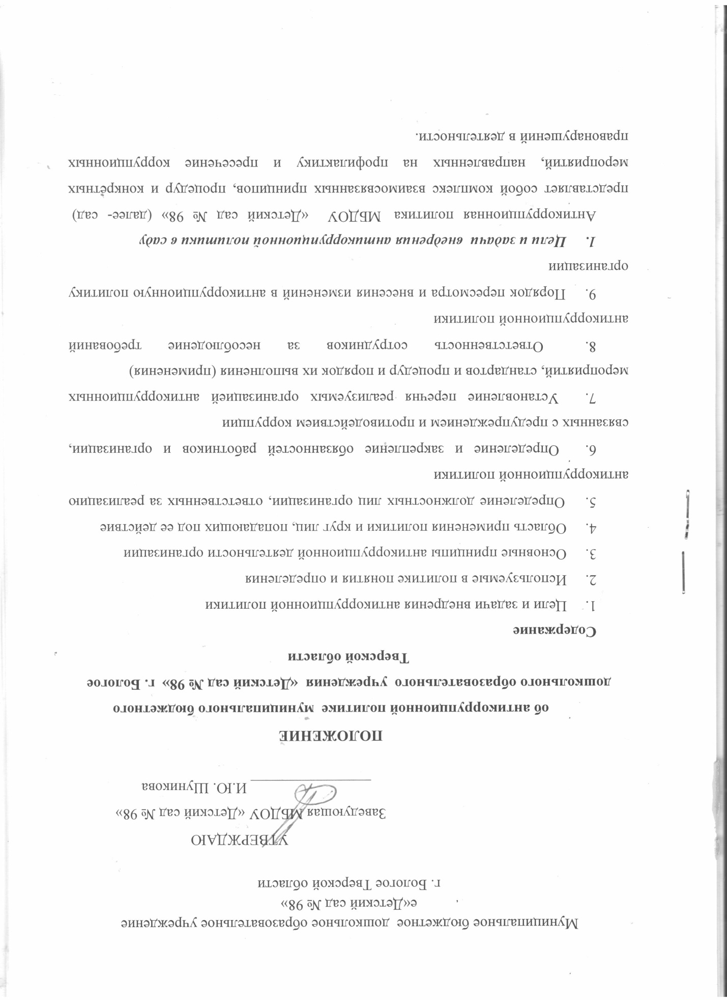 Муниципальное бюджетное дошкольное образовательное учреждение
е«Детский сад № 98»
г. Бологое Тверской области
УТВЕРЖДАЮ
Заведующая МБДОУ «Детский сад № 98»
И.Ю. Шуникова
ПОЛОЖЕНИЕ
об антикоррупционной политике муниципального бюджетного
дошкольного образовательного учреждения «Детский сад № 98» г. Бологое
Тверской области
Содержание
1. Цели и задачи внедрения антикоррупционной политики
2. Используемые в политике понятия и определения
3. Основные принципы антикоррупционной деятельности организации
4. Область применения политики и круг лиц, попадающих под ее действие
5. Определение должностных лиц организации, ответственных за реализацию
антикоррупционной политики
6. Определение и закрепление обязанностей работников и организации,
связанных с предупреждением и противодействием коррупции
7. Установление перечня реализуемых организацией антикоррупционных
мероприятий, стандартов и процедур и порядок их выполнения (применения)
8. Ответственность сотрудников за несоблюдение требований
антикоррупционной политики
9. Порядок пересмотра и внесения изменений в антикоррупционную политику
организации
1. Цели и задачи внедрения антикоррупционной политики в саду
Антикоррупционная политика МБДОУ «Детский сад № 98» (далее- сад)
представляет собой комплекс взаимосвязанных принципов, процедур и конкретных
мероприятий, направленных на профилактику и пресечение коррупционных
правонарушений в деятельности.